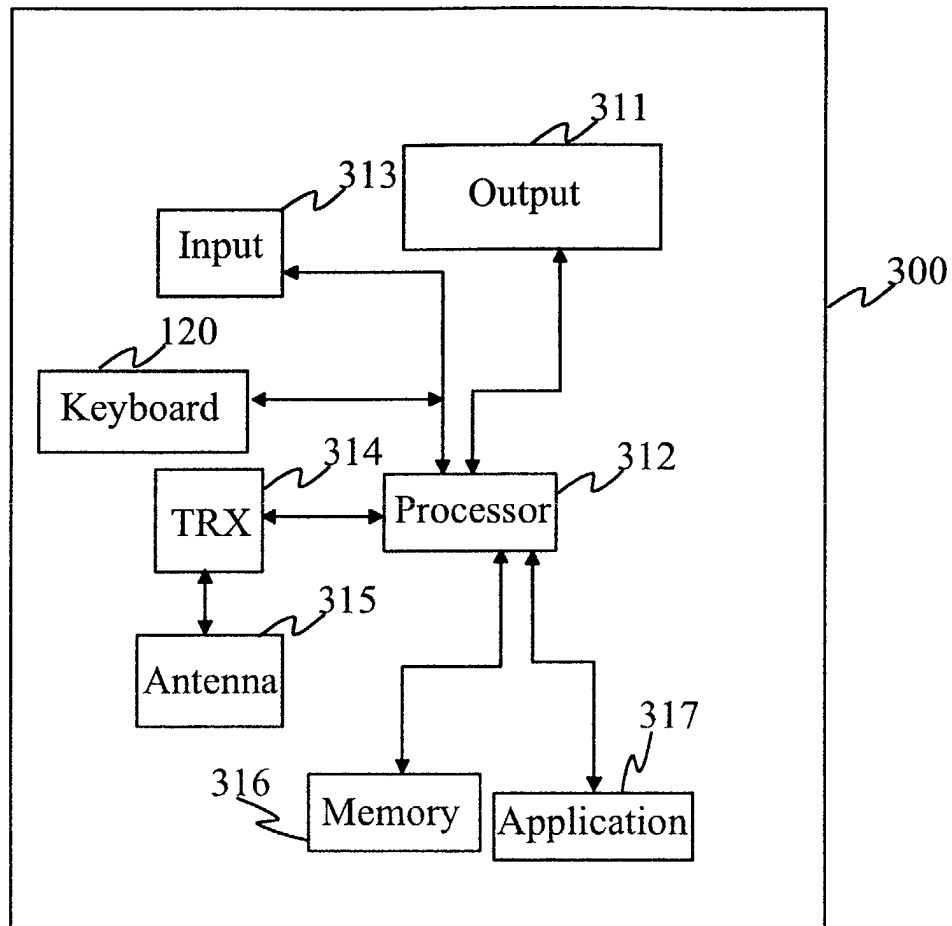 311
Output
313
Input
300
120
Keyboard
314
TRX
312
Processor
315
Antenna
317
316
Memory
Application